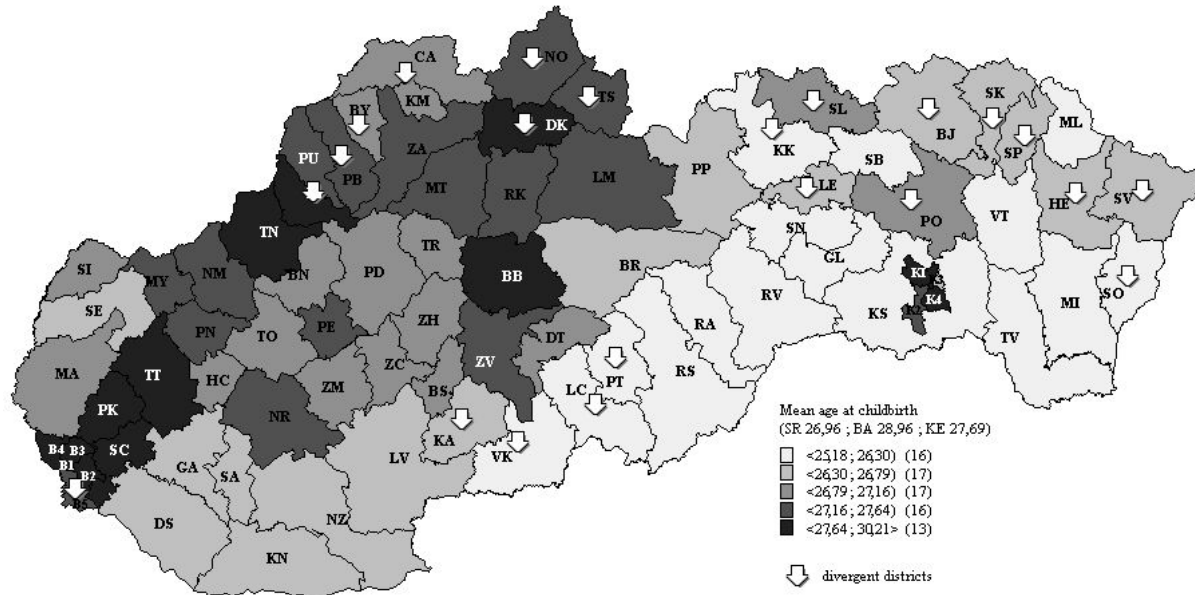 CA
NO
KM
TS
BY
SL
DK
SK
ML
BJ
PU
ZA
KK
SB
SP
PB
MT
RK
LM
PP
LE
HE
SV
PO
TN
SN
VT
TR
GL
SI
MY
NM
BN
PD
BB
BR
K1
K3
RV
SE
K4
SO
PN
TO
PE
ZH
RA
KS
K2
MI
DT
TV
MA
TT
HC
ZM
ZC
ZV
PT
RS
BS
LC
PK
NR
KA
Mean age at childbirth
(SR 26,96 ; BA 28,96 ; KE 27,69)
B4
B3
SC
LV
VK
<25,18 ; 26,30) (16)
B1
GA
<26,30 ; 26,79) (17)
B2
SA
<26,79 ; 27,16) (17)
B5
<27,16 ; 27,64) (16)
DS
NZ
<27,64 ; 30,21> (13)
KN
divergent districts